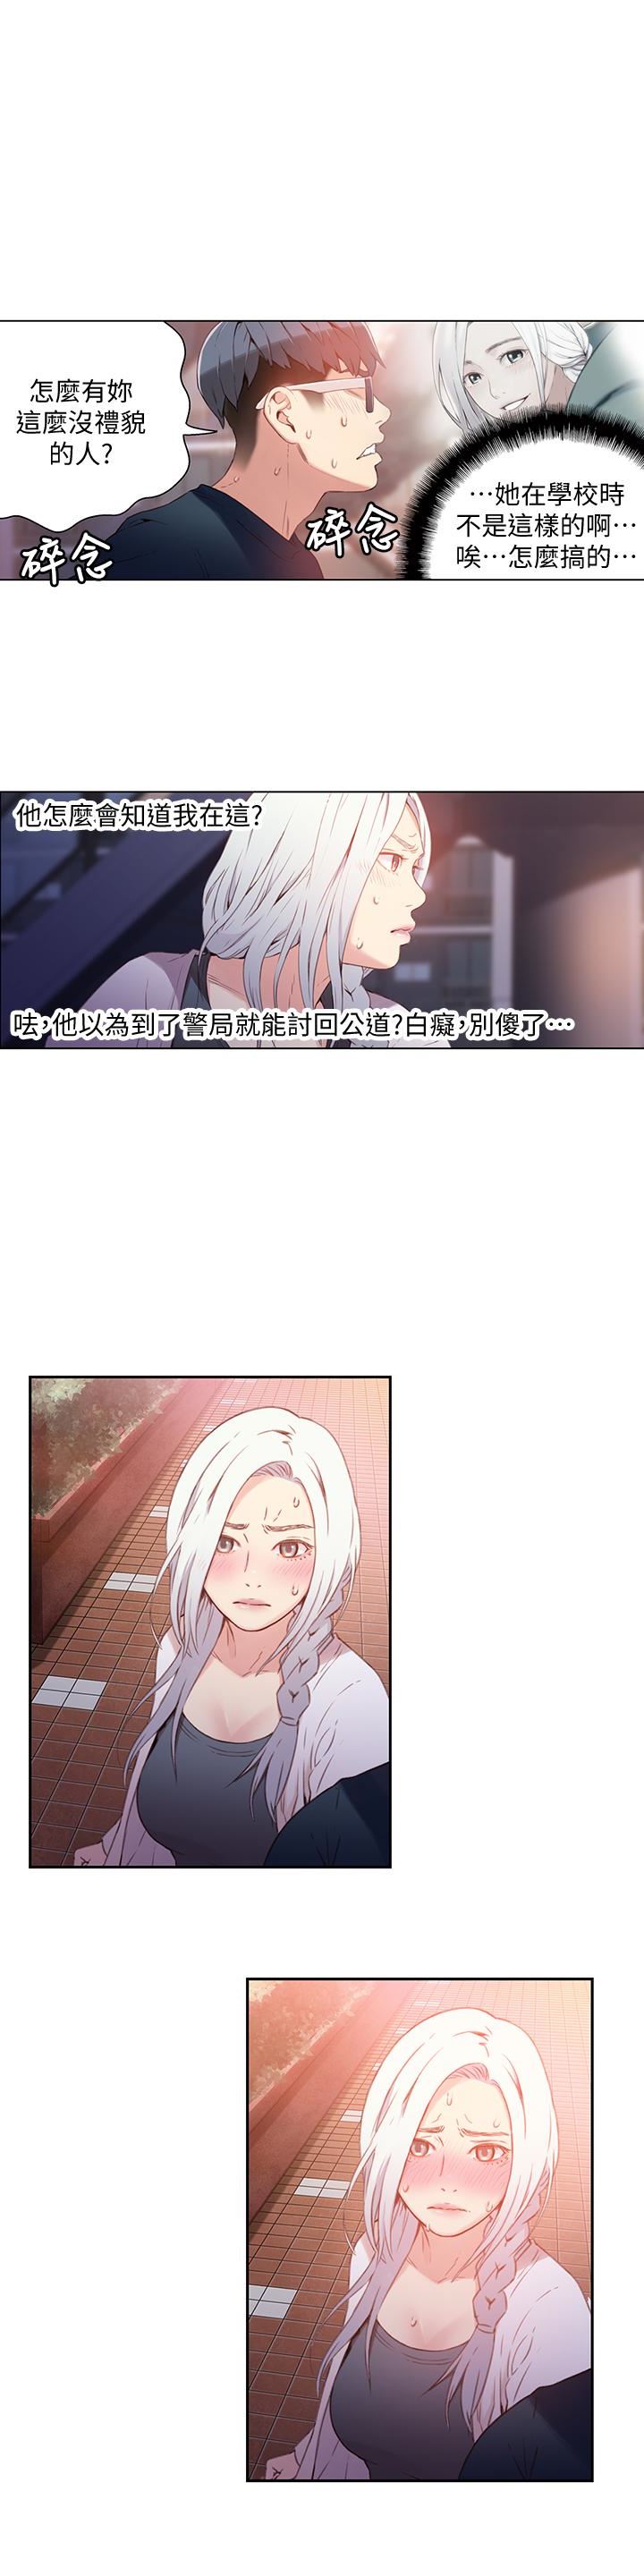 怎麼有妳
這麼沒禮貌
的人?
碎念
碎念
…她在學校時
不是這樣的啊…
唉…怎麼搞的…
他怎麼會知道我在這?
呿，他以為到了警局就能討回公道?白癡，別傻了…